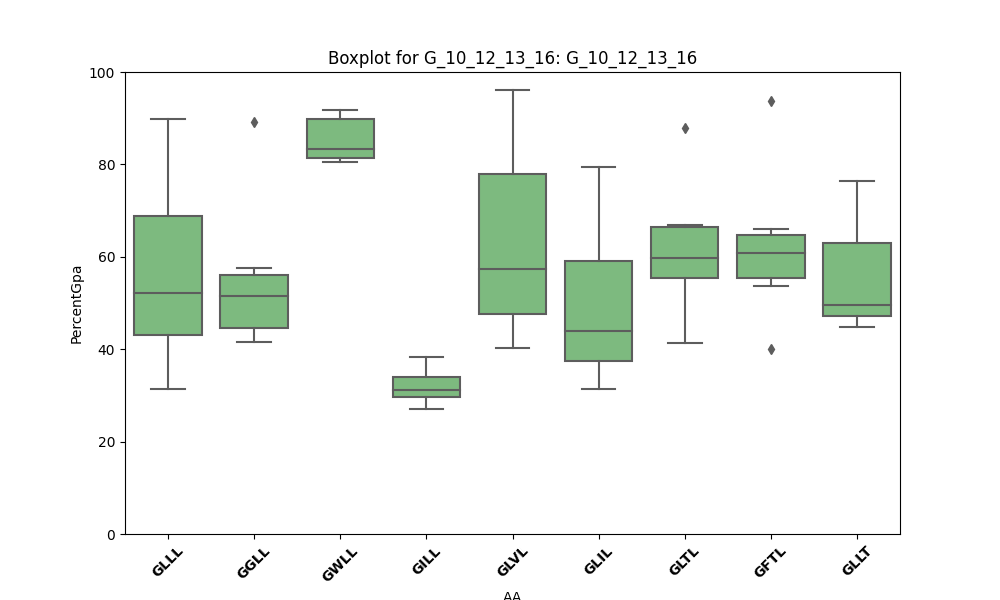 Boxplot for G_10_12_13_16: G_10_12_13_16
100
80
60
40
20
0
PercentGpa
GLLL
GGLL
GWLL
GILL
GLVL
GLIL
GLTL
GFTL
GLLT
AA